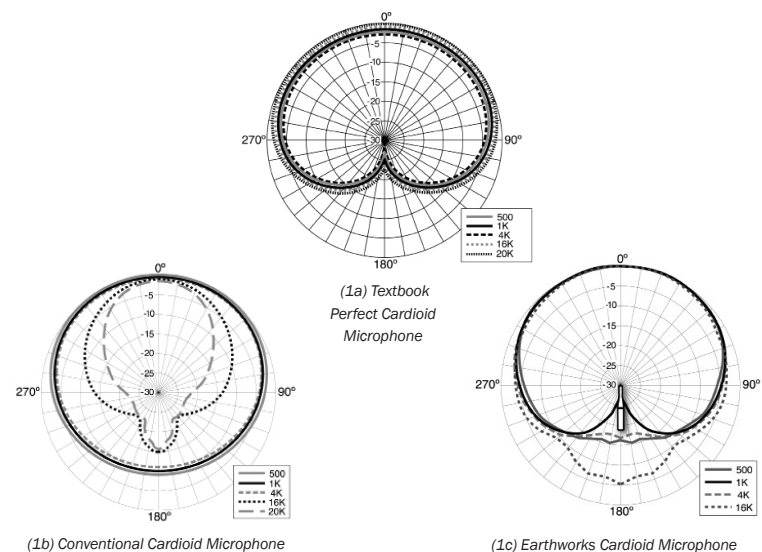 0º
-5
-10
-15
-20
-25
-30
270º
90º
180º
500
1K
4K
16K
20K
(1a) Textbook
Perfect Cardioid
Microphone
0º
-5
-10
-15
-20
-25
-30
270º
90º
180º
500
1K
4K
16K
20K
(1b) Conventional Cardioid Microphone
0º
-5
-10
-15
-20
-25
-30
270º
90º
180º
500
1K
4K
16K
(1c) Earthworks Cardioid Microphone